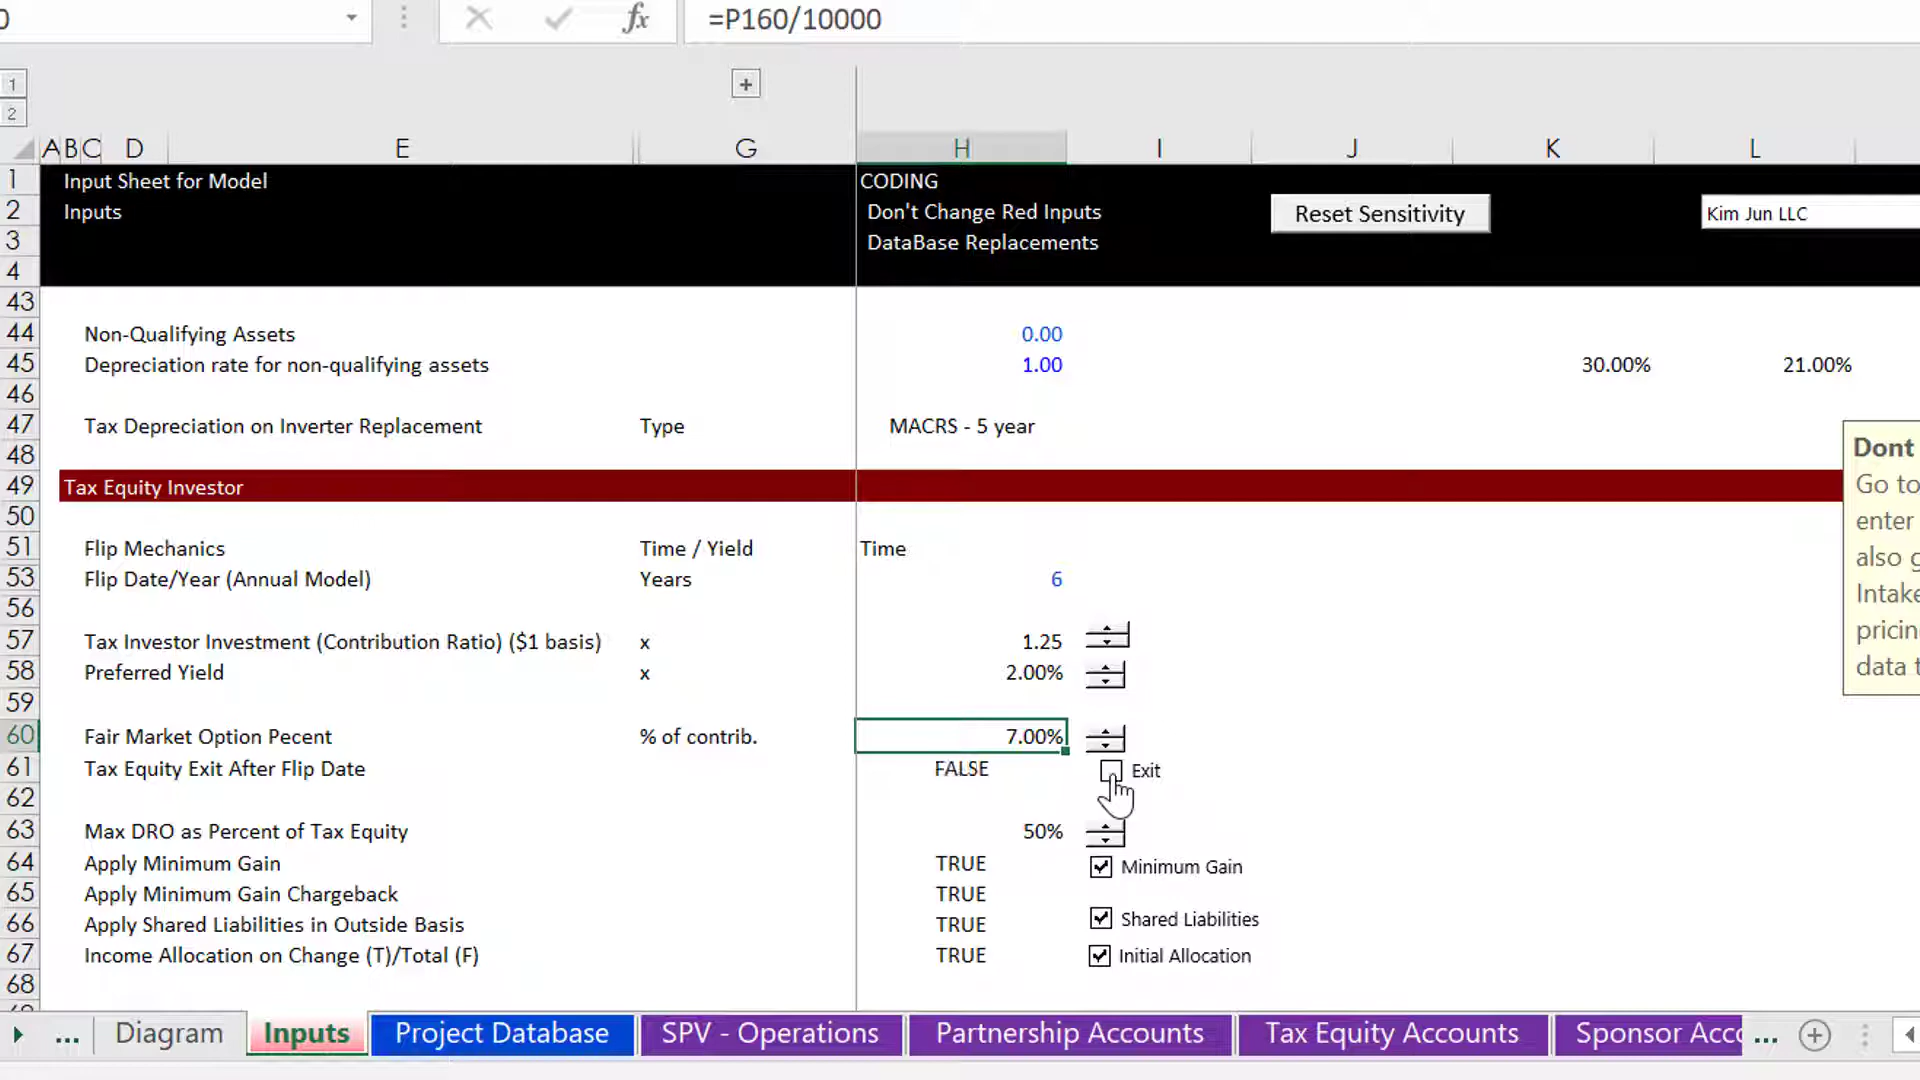 0
fx
=P160/10000
1
+
2
A B C D E G H I J K L
1 Input Sheet for Model CODING
2 Inputs Don't Change Red Inputs Reset Sensitivity Kim Jun LLC
3 DataBase Replacements
4
43
44 Non-Qualifying Assets 0.00
45 Depreciation rate for non-qualifying assets 1.00 30.00% 21.00%
46
47 Tax Depreciation on Inverter Replacement Type MACRS - 5 year
48
Dont
Go to
enter
also g
Intake
pricin
data t
49 Tax Equity Investor
50
51 Flip Mechanics Time / Yield Time
53 Flip Date/Year (Annual Model) Years 6
56
57 Tax Investor Investment (Contribution Ratio) ($1 basis) x 1.25
58 Preferred Yield x 2.00%
59
60 Fair Market Option Pecent % of contrib. 7.00%
61 Tax Equity Exit After Flip Date FALSE Exit
62
63 Max DRO as Percent of Tax Equity 50%
64 Apply Minimum Gain TRUE Minimum Gain
65 Apply Minimum Gain Chargeback TRUE
66 Apply Shared Liabilities in Outside Basis TRUE Shared Liabilities
67 Income Allocation on Change (T)/Total (F) TRUE Initial Allocation
68
... Diagram Inputs Project Database SPV - Operations Partnership Accounts Tax Equity Accounts Sponsor Acco ...